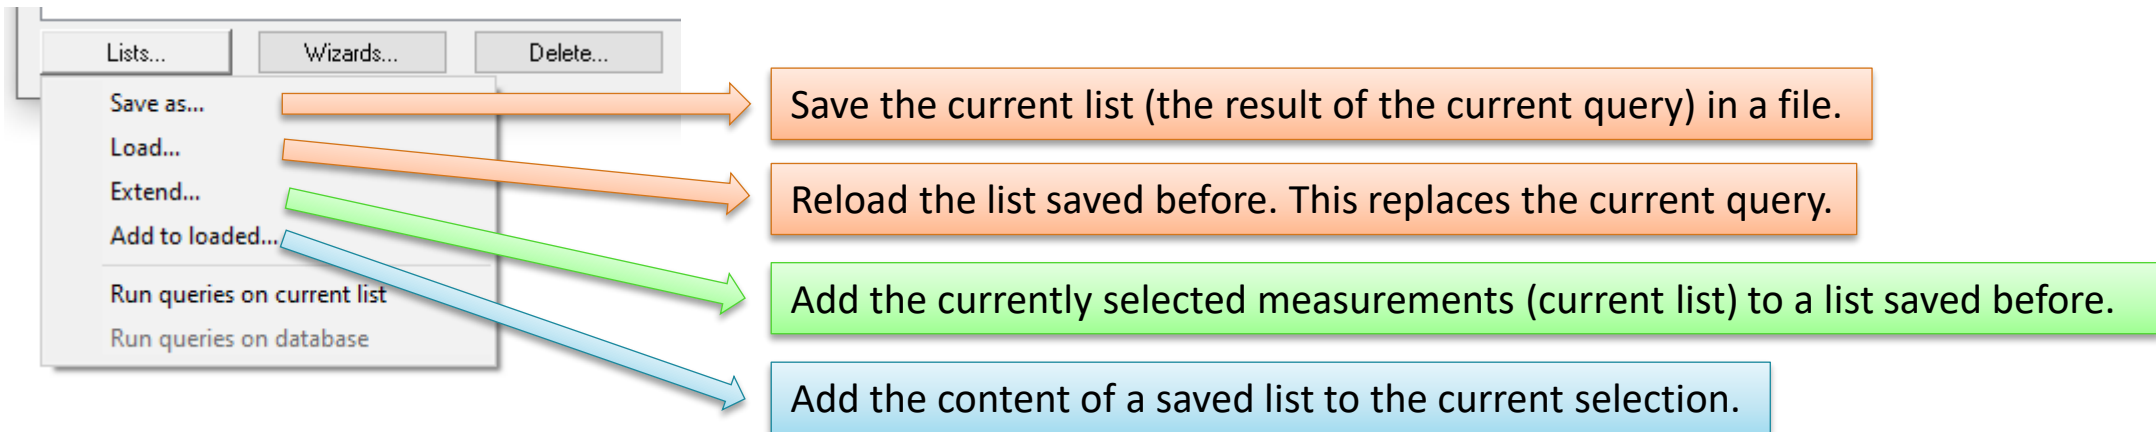 Lists... Wizards... Delete...
Save as...
Save the current list (the result of the current query) in a file.
Load...
Reload the list saved before. This replaces the current query.
Extend...
Add to loaded...
Add the currently selected measurements (current list) to a list saved before.
Run queries on current list
Run queries on database
Add the content of a saved list to the current selection.